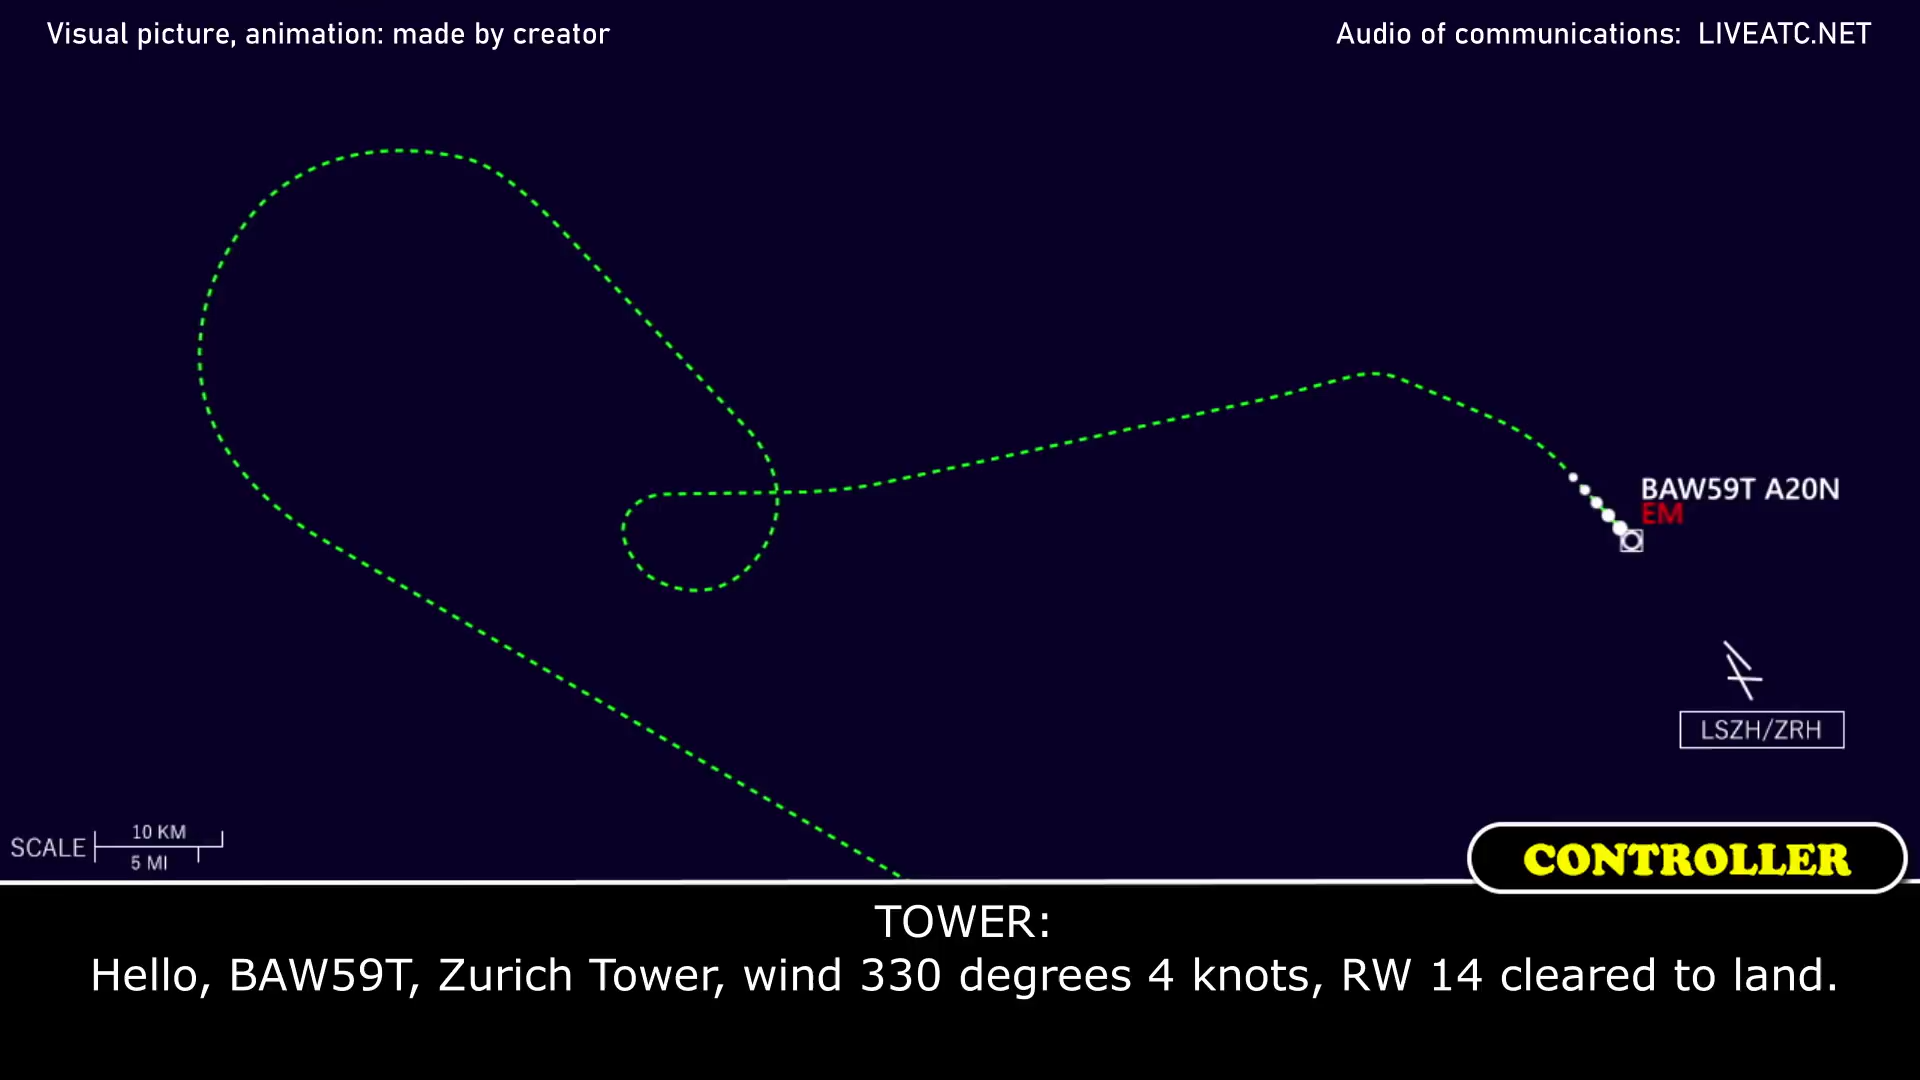 Visual picture, animation: made by creator
Audio of communications: LIVEATC.NET
BAW59T A20N
EM
LSZH/ZRH
SCALE
10 KM
5 MI
CONTROLLER
TOWER:
Hello, BAW59T, Zurich Tower, wind 330 degrees 4 knots, RW 14 cleared to land.